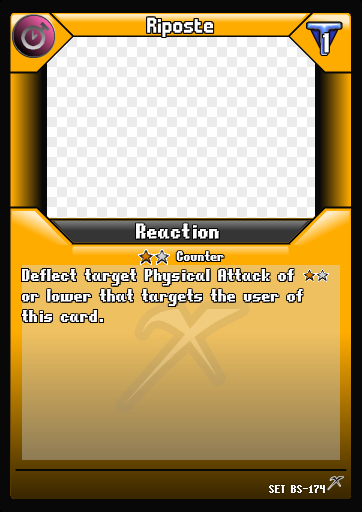 Riposte
1
Reaction
Counter
Deflect target Physical Attack of
or lower that targets the user of
this card.
SET BS-174